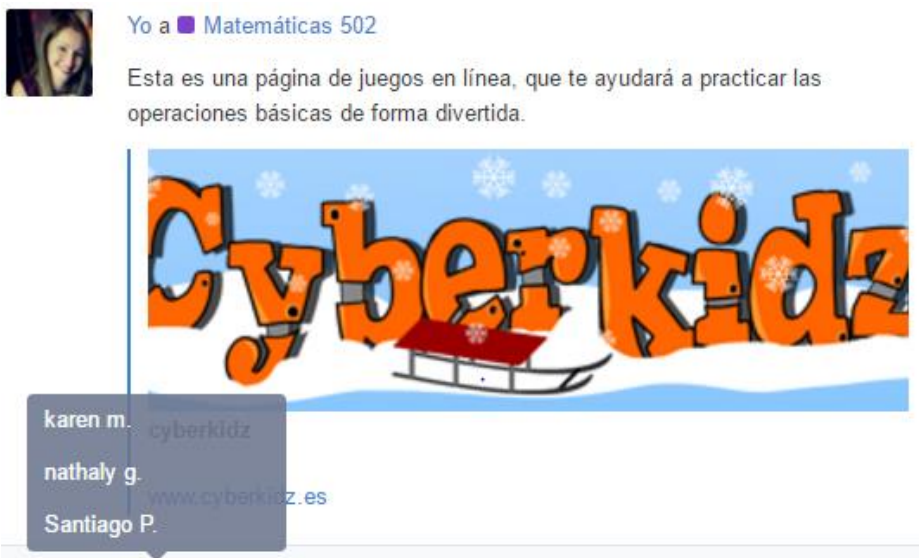 Yo a Matemáticas 502
Esta es una página de juegos en línea, que te ayudará a practicar las
operaciones básicas de forma divertida.
Cyberkidz
cyberkidz
www.cyberkidz.es
karen m.
nathaly g.
Santiago P.